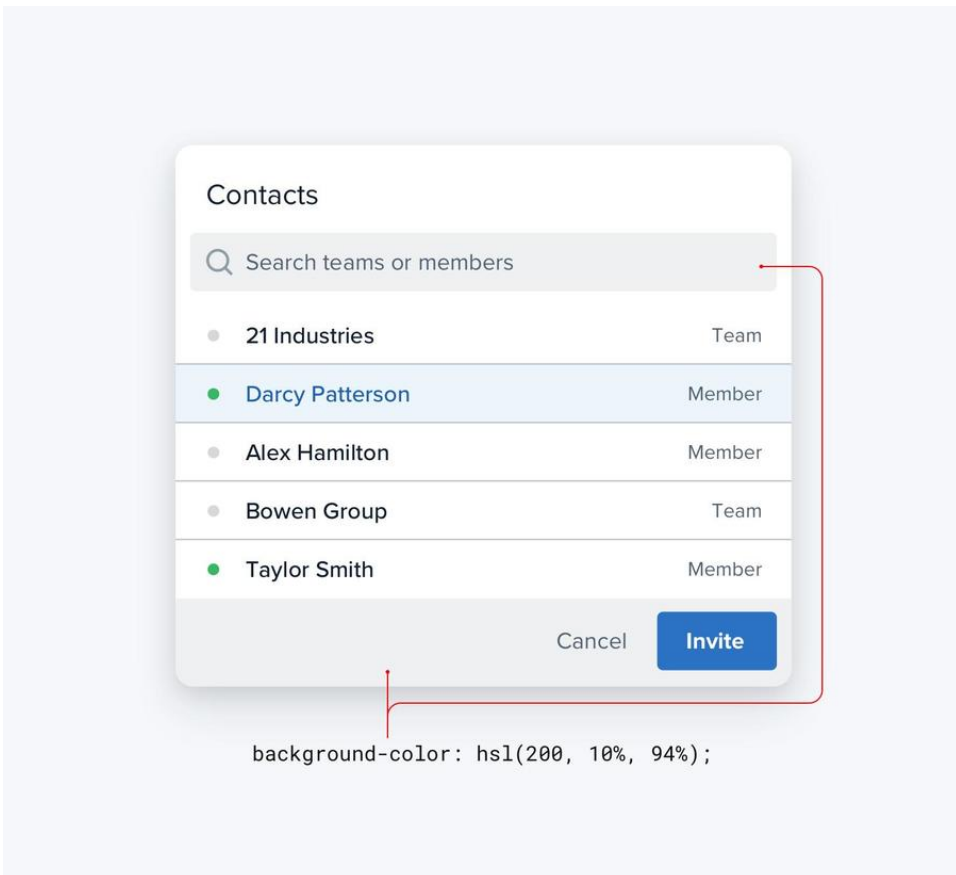 Contacts
Search teams or members
21 Industries Team
Darcy Patterson Member
Alex Hamilton Member
Bowen Group Team
Taylor Smith Member
Cancel Invite
background-color: hsl(200, 10%, 94%);